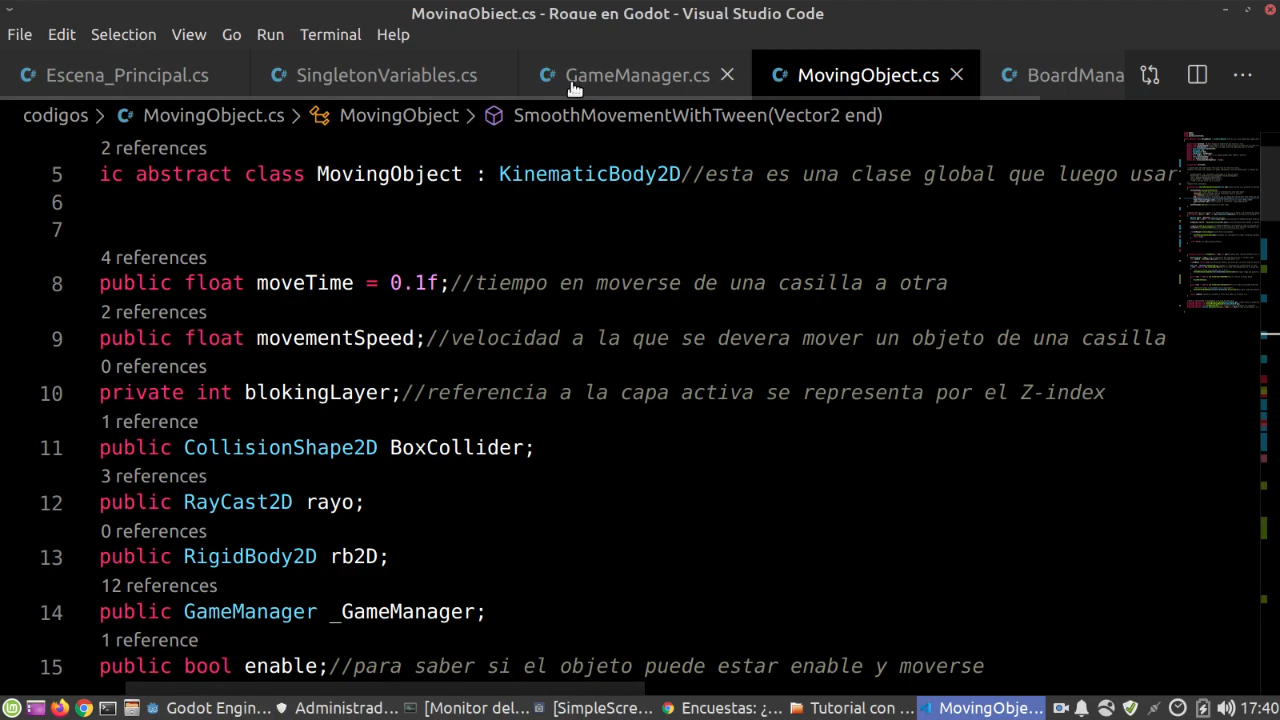 MovingObject.cs - Rogue en Godot - Visual Studio Code
File Edit Selection View Go Run Terminal Help
Escena_Principal.cs SingletonVariables.cs GameManager.cs MovingObject.cs BoardMana
codigos > MovingObject.cs > MovingObject > SmoothMovementWithTween(Vector2 end)
2 references
5 ic abstract class MovingObject : KinematicBody2D//esta es una clase global que luego usar
6
7
4 references
8 public float moveTime = 0.1f;//tiempo en moverse de una casilla a otra
2 references
9 public float movementSpeed;//velocidad a la que se devera mover un objeto de una casilla
0 references
10 private int blokingLayer;//referencia a la capa activa se representa por el Z-index
1 reference
11 public CollisionShape2D BoxCollider;
3 references
12 public RayCast2D rayo;
0 references
13 public RigidBody2D rb2D;
12 references
14 public GameManager _GameManager;
1 reference
15 public bool enable;//para saber si el objeto puede estar enable y moverse
Godot Engin... Administrad... [Monitor del... [SimpleScre... Encuestas: ¿,... Tutorial con ... MovingObje... 17:40